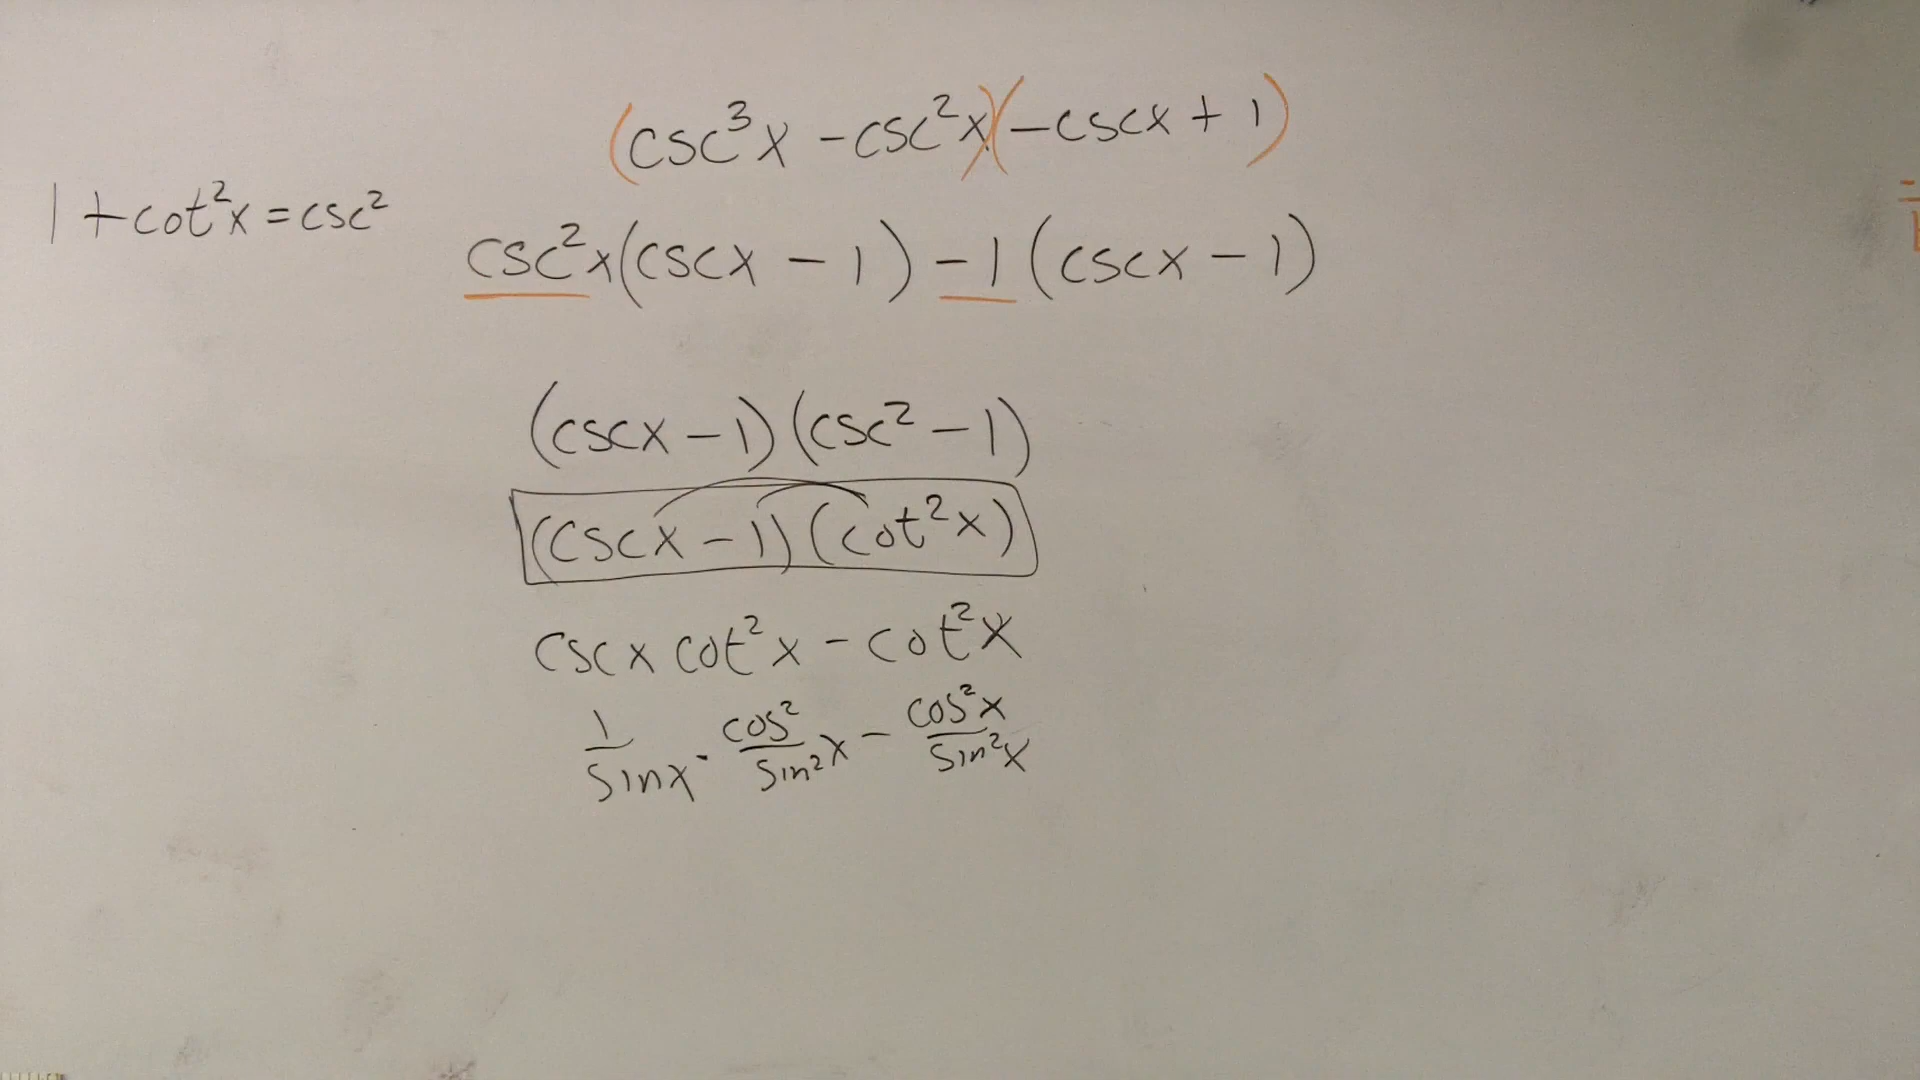 (csc³x - csc²x)(-cscx + 1)
1 + cot²x = csc²
csc²x(cscx - 1) -1 (cscx - 1)
(cscx - 1)(csc² - 1)
(cscx - 1)(cot²x)
cscx cot²x - cot²x
1/sinx · cos²/sin²x - cos²x/sin²x